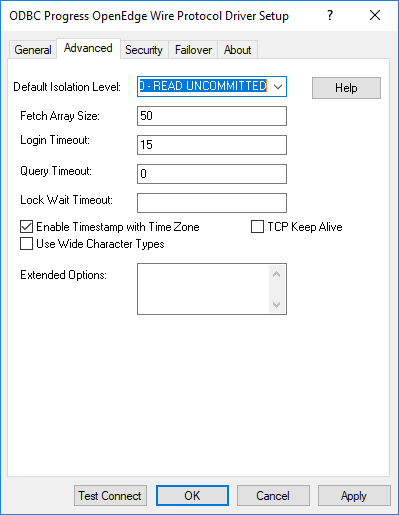 ODBC Progress OpenEdge Wire Protocol Driver Setup ? ×
General Advanced Security Failover About
Default Isolation Level: 0 - READ UNCOMMITTED Help
Fetch Array Size: 50
Login Timeout: 15
Query Timeout: 0
Lock Wait Timeout:
Enable Timestamp with Time Zone TCP Keep Alive
Use Wide Character Types
Extended Options:
Test Connect OK Cancel Apply